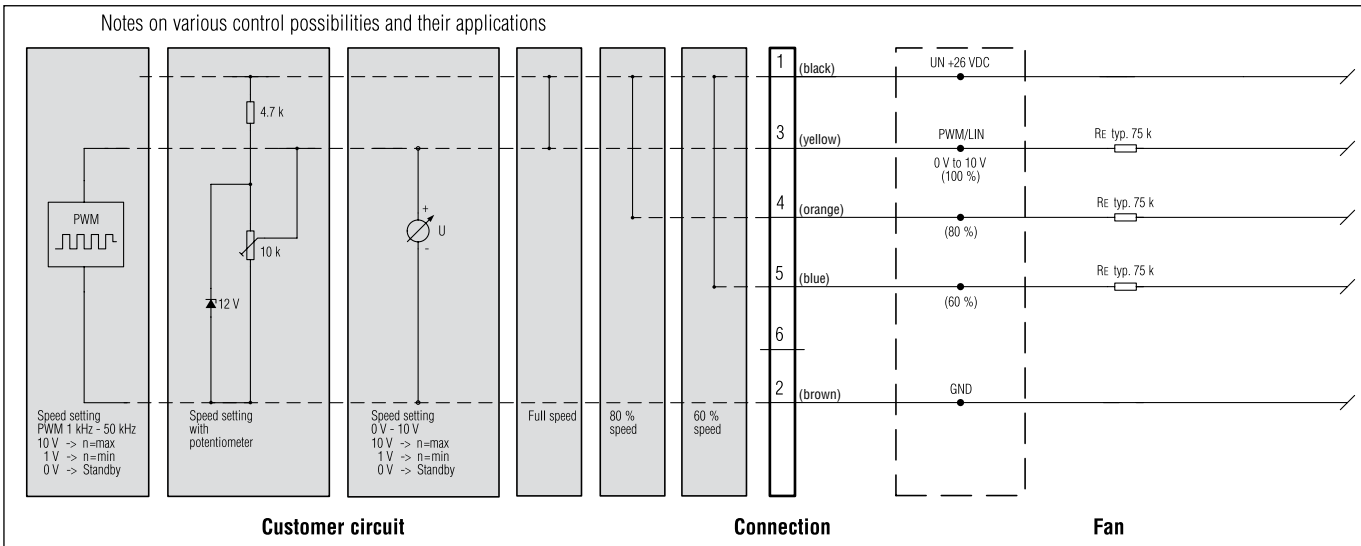 Notes on various control possibilities and their applications
PWM
Speed setting
PWM 1 kHz - 50 kHz
10 V -> n=max
1 V -> n=min
0 V -> Standby
4.7 k
10 k
12 V
Speed setting
with
potentiometer
+
U
-
Speed setting
0 V - 10 V
10 V -> n=max
1 V -> n=min
0 V -> Standby
Full speed
80 %
speed
60 %
speed
1
(black)
3
(yellow)
4
(orange)
5
(blue)
6
2
(brown)
UN +26 VDC
PWM/LIN
0 V to 10 V
(100 %)
(80 %)
(60 %)
GND
RE typ. 75 k
RE typ. 75 k
RE typ. 75 k
Customer circuit
Connection
Fan